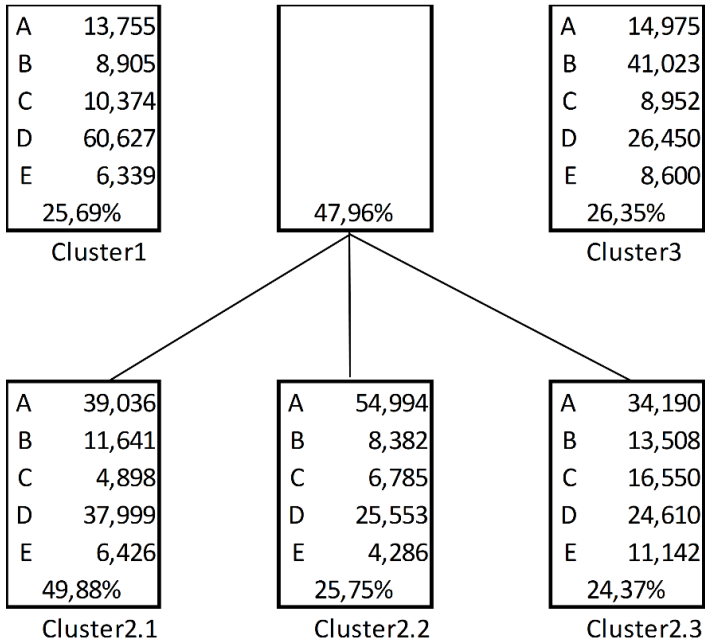 A 13,755
B 8,905
C 10,374
D 60,627
E 6,339
25,69%
Cluster1
47,96%
A 14,975
B 41,023
C 8,952
D 26,450
E 8,600
26,35%
Cluster3
A 39,036
B 11,641
C 4,898
D 37,999
E 6,426
49,88%
Cluster2.1
A 54,994
B 8,382
C 6,785
D 25,553
E 4,286
25,75%
Cluster2.2
A 34,190
B 13,508
C 16,550
D 24,610
E 11,142
24,37%
Cluster2.3